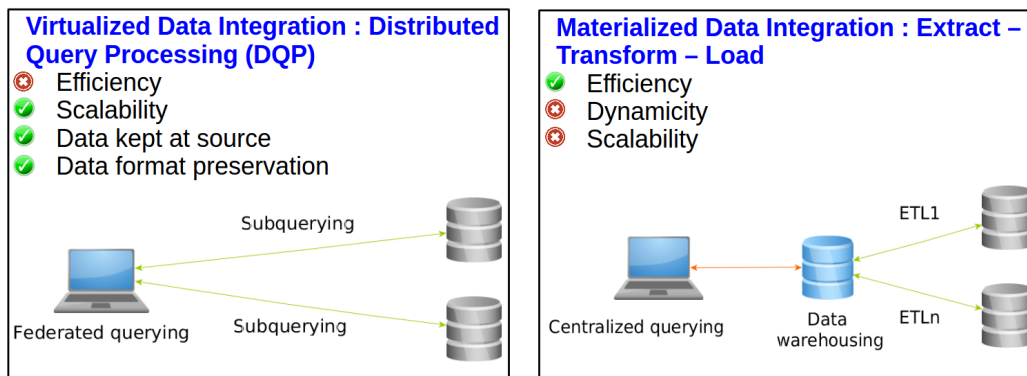 Virtualized Data Integration : Distributed
Query Processing (DQP)
Efficiency
Scalability
Data kept at source
Data format preservation
Subquerying
Subquerying
Federated querying
Materialized Data Integration : Extract –
Transform – Load
Efficiency
Dynamicity
Scalability
ETL1
ETLn
Centralized querying
Data
warehousing